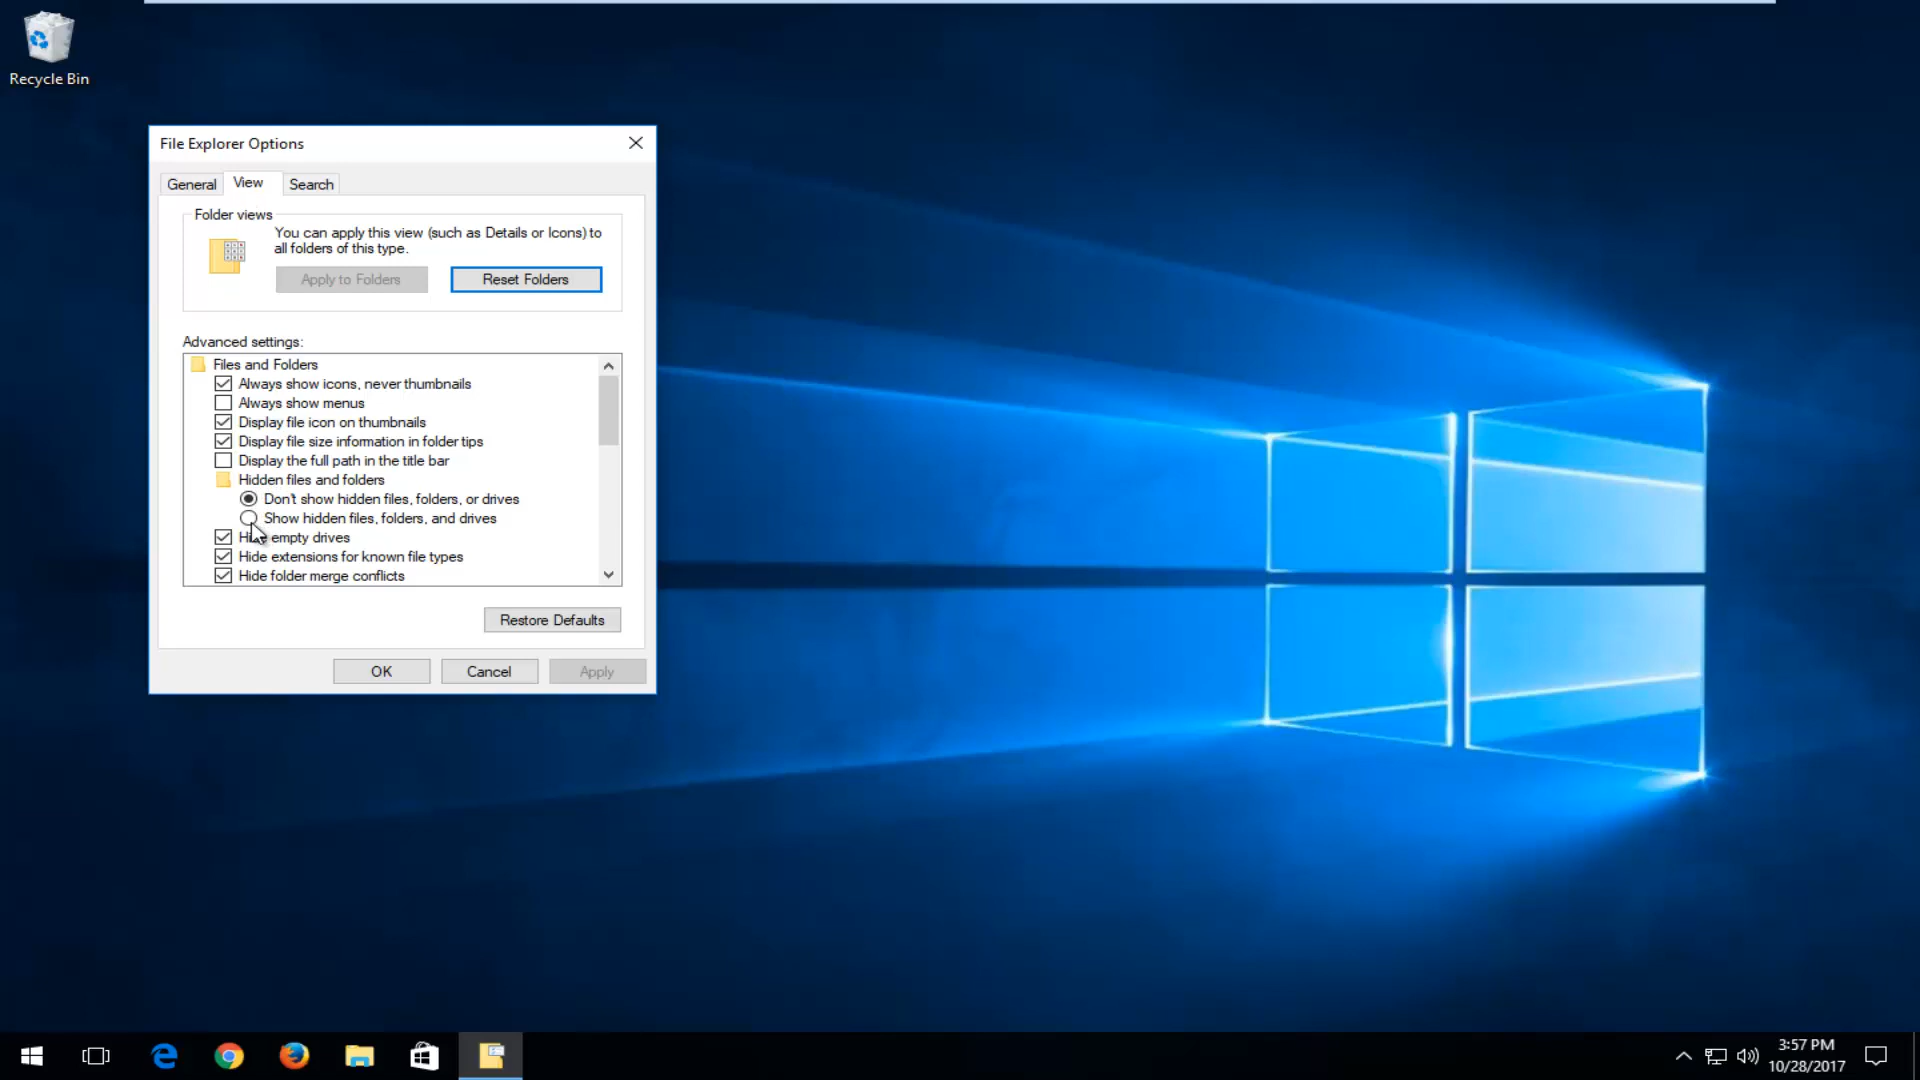 Recycle Bin
File Explorer Options
General
View
Search
Folder views
You can apply this view (such as Details or Icons) to
all folders of this type.
Apply to Folders
Reset Folders
Advanced settings:
Files and Folders
Always show icons, never thumbnails
Always show menus
Display file icon on thumbnails
Display file size information in folder tips
Display the full path in the title bar
Hidden files and folders
Don't show hidden files, folders, or drives
Show hidden files, folders, and drives
Hide empty drives
Hide extensions for known file types
Hide folder merge conflicts
Restore Defaults
OK
Cancel
Apply
3:57 PM
10/28/2017